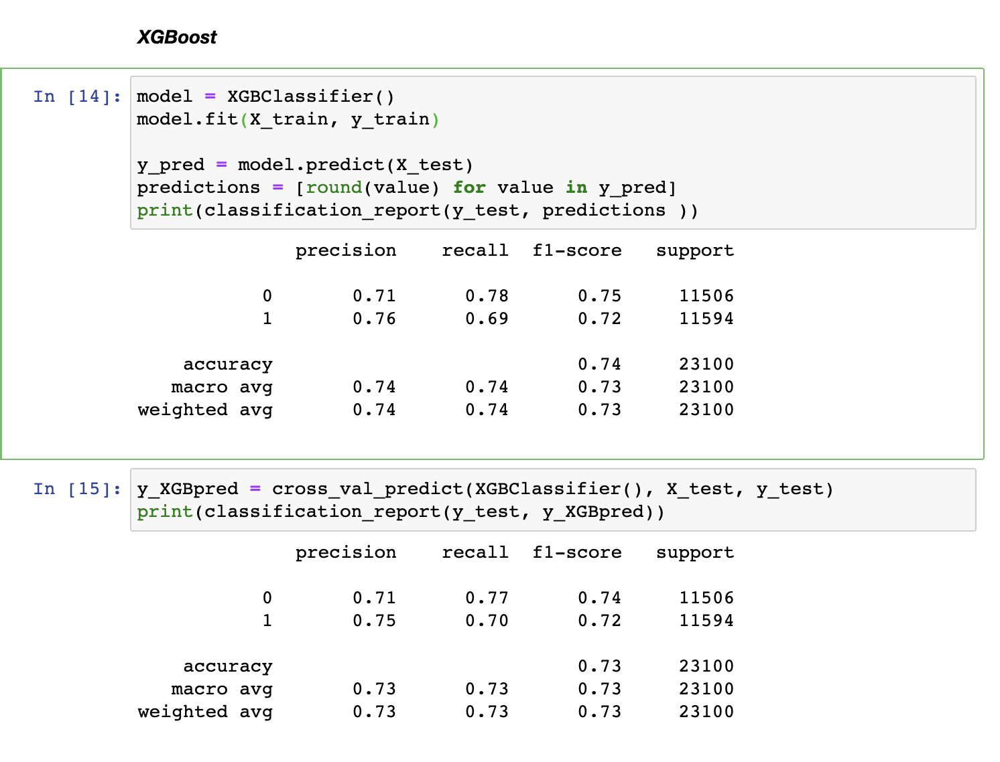 XGBoost
In [14]: model = XGBClassifier()
model.fit(X_train, y_train)
y_pred = model.predict(X_test)
predictions = [round(value) for value in y_pred]
print(classification_report(y_test, predictions ))
precision recall f1-score support
0 0.71 0.78 0.75 11506
1 0.76 0.69 0.72 11594
accuracy 0.74 23100
macro avg 0.74 0.74 0.73 23100
weighted avg 0.74 0.74 0.73 23100
In [15]: y_XGBpred = cross_val_predict(XGBClassifier(), X_test, y_test)
print(classification_report(y_test, y_XGBpred))
precision recall f1-score support
0 0.71 0.77 0.74 11506
1 0.75 0.70 0.72 11594
accuracy 0.73 23100
macro avg 0.73 0.73 0.73 23100
weighted avg 0.73 0.73 0.73 23100